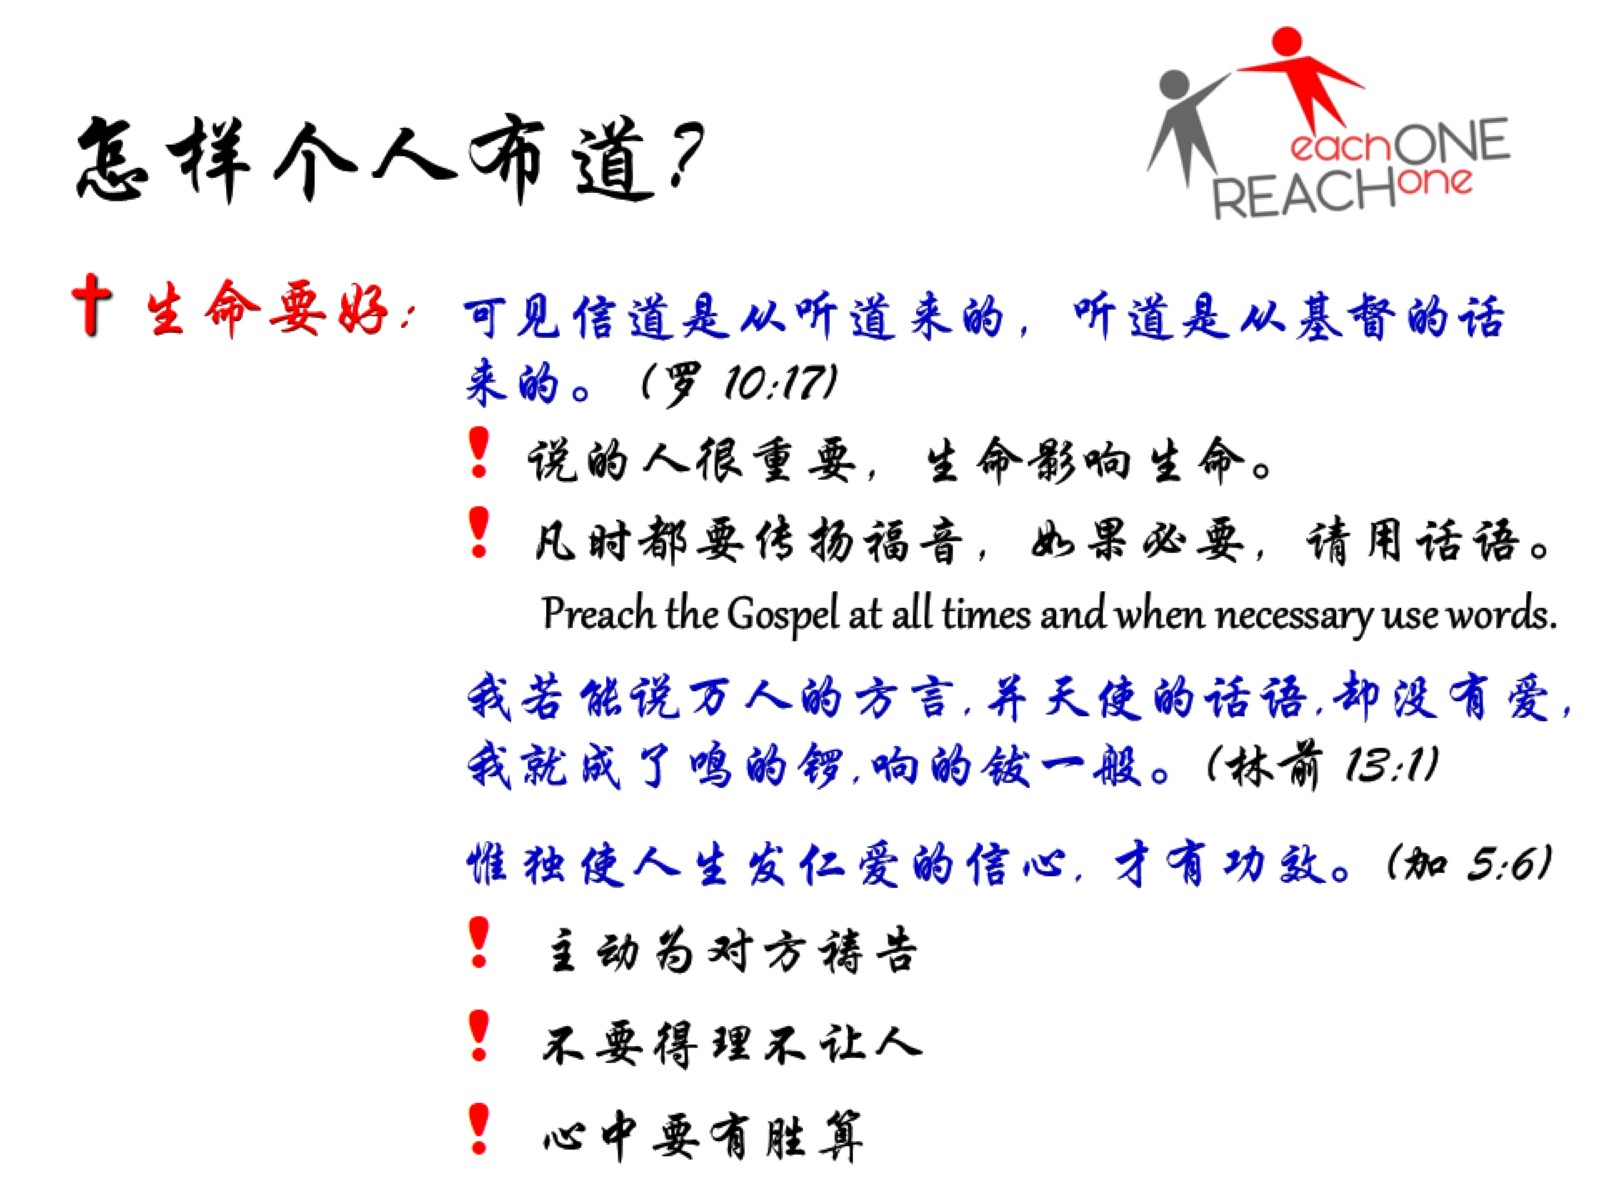 怎样个人布道？
eachONE
REACHone
✝ 生命要好：
可见信道是从听道来的，听道是从基督的话
来的。（罗 10:17）
! 说的人很重要，生命影响生命。
! 凡时都要传扬福音，如果必要，请用话语。
Preach the Gospel at all times and when necessary use words.
我若能说万人的方言,并天使的话语,却没有爱,
我就成了鸣的锣,响的钹一般。（林前 13:1）
惟独使人生发仁爱的信心,才有功效。（加 5:6）
! 主动为对方祷告
! 不要得理不让人
! 心中要有胜算